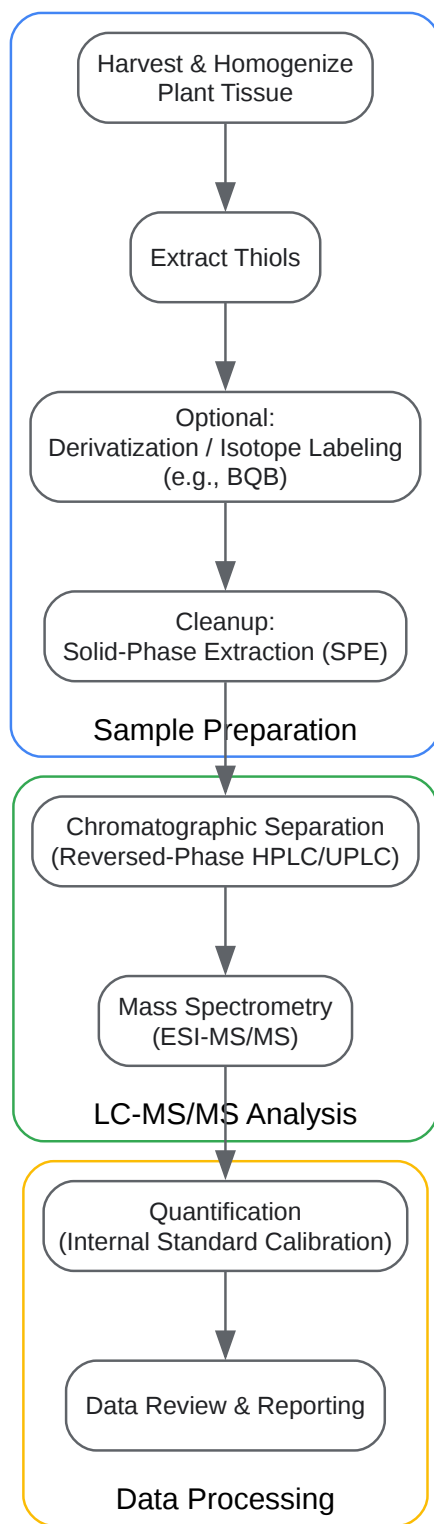 Harvest & Homogenize
Plant Tissue
Extract Thiols
Optional:
Derivatization / Isotope Labeling
(e.g., BQB)
Cleanup:
Solid-Phase Extraction (SPE)
Sample Preparation
Chromatographic Separation
(Reversed-Phase HPLC/UPLC)
Mass Spectrometry
(ESI-MS/MS)
LC-MS/MS Analysis
Quantification
(Internal Standard Calibration)
Data Review & Reporting
Data Processing